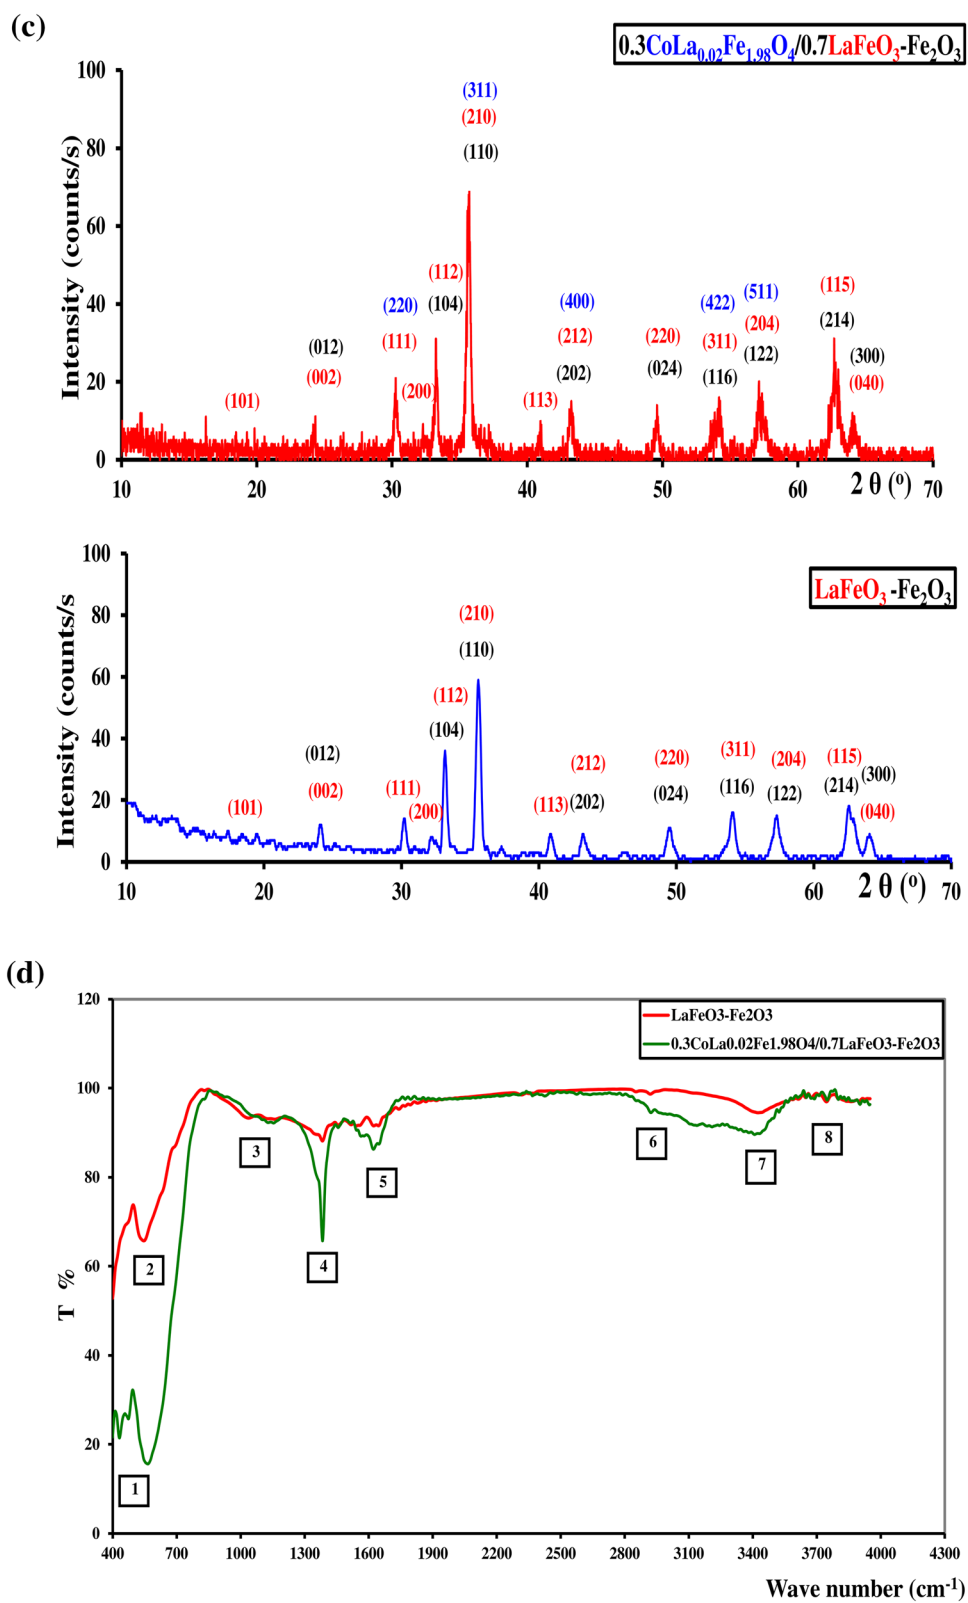 (c)
0.3CoLa0.02Fe1.98O4/0.7LaFeO3-Fe2O3
Intensity (counts/s)
100
80
60
40
20
0
(311)
(210)
(110)
(112)
(220) (104) (400) (422) (511) (115)
(012) (111) (212) (220) (311) (204) (214)
(002) (200) (202) (024) (116) (122) (300)
(101) (113) (040)
10 20 30 40 50 60 70
2 θ (o)
LaFeO3 -Fe2O3
Intensity (counts/s
100
80
60
40
20
0
(210)
(110)
(112)
(012) (104) (212) (220) (311) (204) (115)
(002) (111) (202) (024) (116) (122) (214) (300)
(101) (200) (113) (040)
10 20 30 40 50 60 70
2 θ (o)
(d)
LaFeO3-Fe2O3
0.3CoLa0.02Fe1.98O4/0.7LaFeO3-Fe2O3
T %
120
100
80
60
40
20
0
1
2
3
4
5
6
7
8
400 700 1000 1300 1600 1900 2200 2500 2800 3100 3400 3700 4000 4300
Wave number (cm-1)